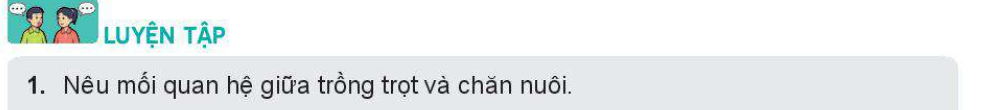 LUYỆN TẬP
1. Nêu mối quan hệ giữa trồng trọt và chăn nuôi.